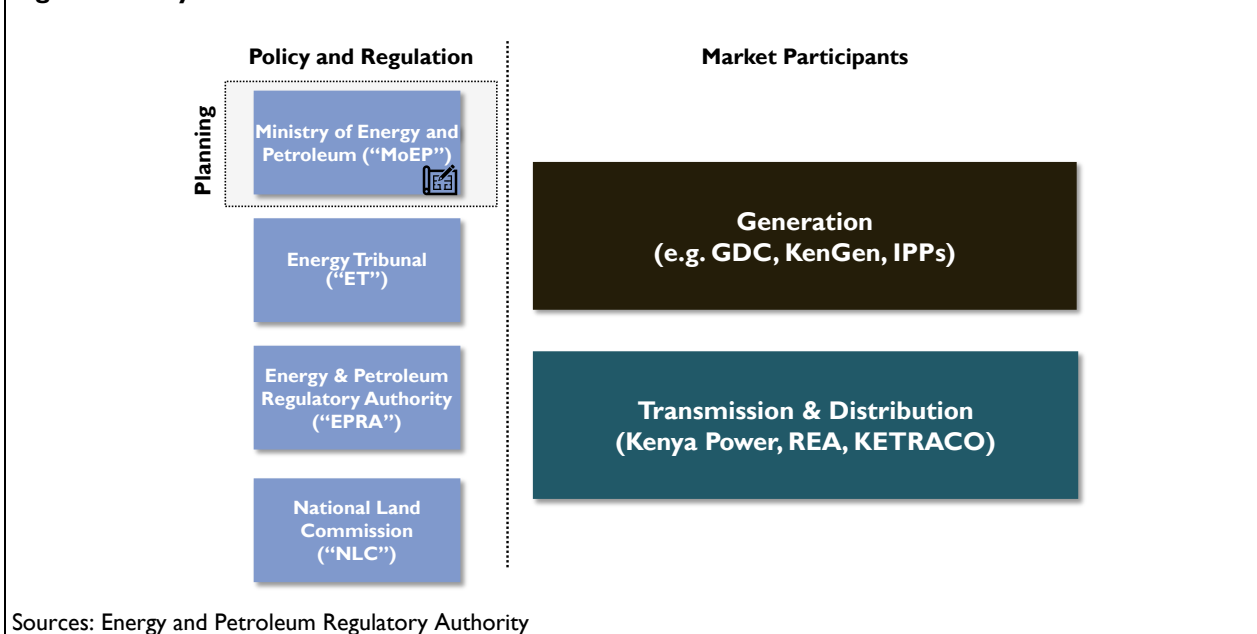 Policy and Regulation
Market Participants
Planning
Ministry of Energy and
Petroleum (“MoEP”)
Energy Tribunal
(“ET”)
Energy & Petroleum
Regulatory Authority
(“EPRA”)
National Land
Commission
(“NLC”)
Generation
(e.g. GDC, KenGen, IPPs)
Transmission & Distribution
(Kenya Power, REA, KETRACO)
Sources: Energy and Petroleum Regulatory Authority